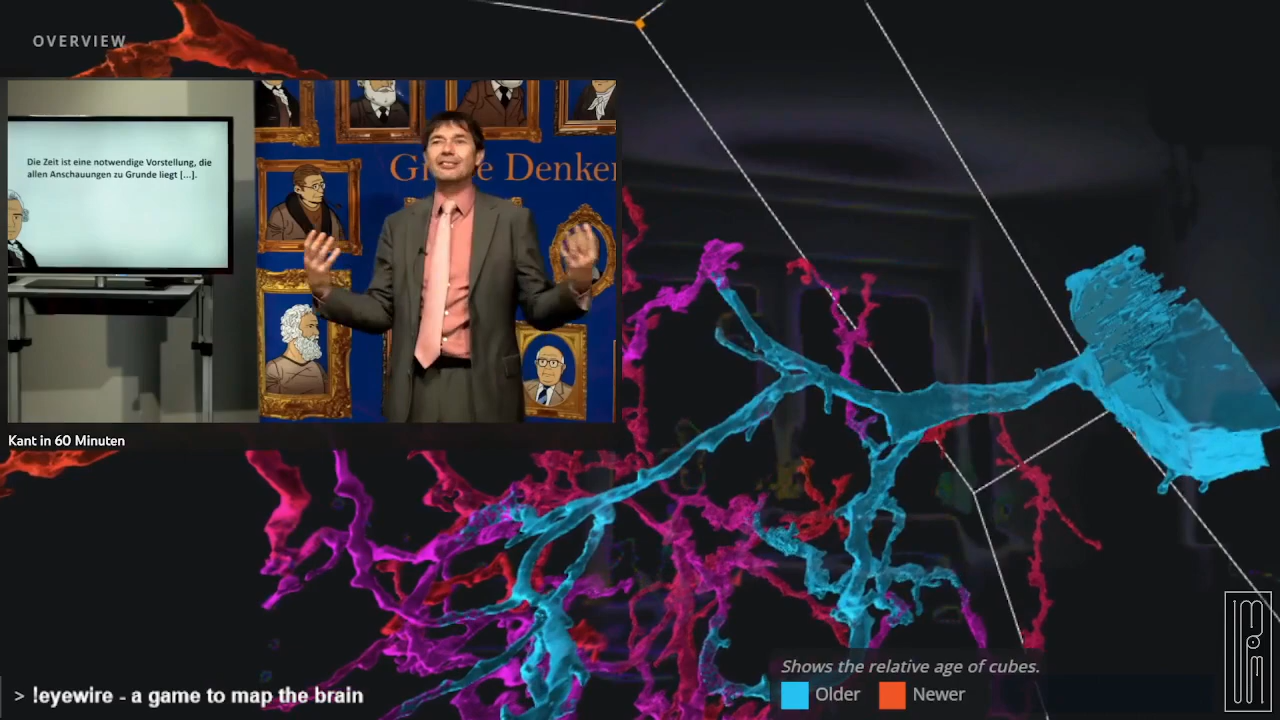 OVERVIEW
Die Zeit ist eine notwendige Vorstellung, die
allen Anschauungen zu Grunde liegt [...].
Denker
Kant in 60 Minuten
> !eyewire - a game to map the brain
Shows the relative age of cubes.
Older
Newer